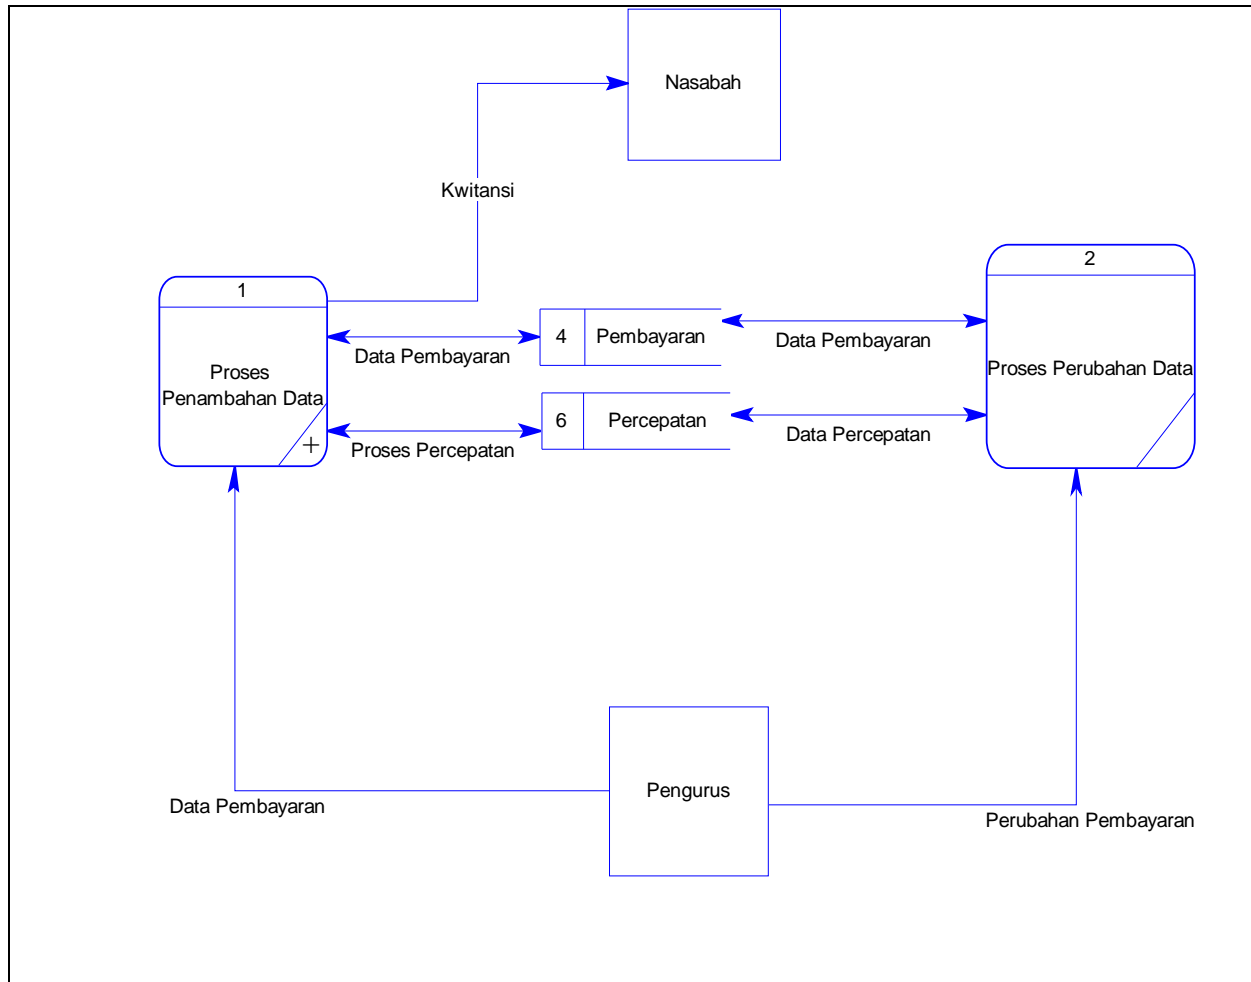 Nasabah
Kwitansi
1
Proses
Penambahan Data
2
Proses Perubahan Data
4
Pembayaran
Data Pembayaran
Data Pembayaran
6
Percepatan
Proses Percepatan
Data Percepatan
+
Pengurus
Data Pembayaran
Perubahan Pembayaran